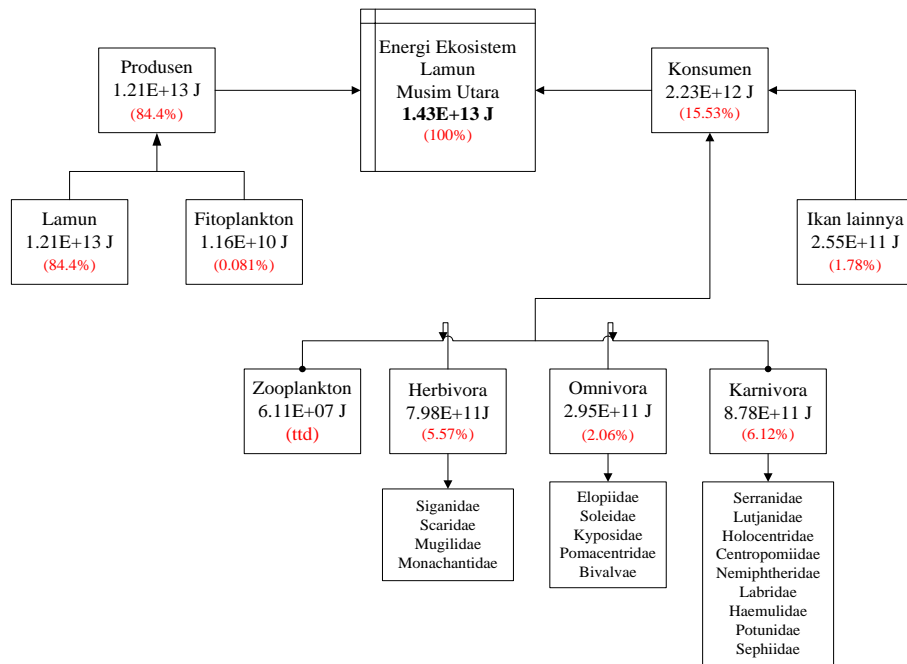 Energi Ekosistem
Lamun
Musim Utara
1.43E+13 J
(100%)
Produsen
1.21E+13 J
(84.4%)
Konsumen
2.23E+12 J
(15.53%)
Lamun
1.21E+13 J
(84.4%)
Fitoplankton
1.16E+10 J
(0.081%)
Ikan lainnya
2.55E+11 J
(1.78%)
Zooplankton
6.11E+07 J
(ttd)
Herbivora
7.98E+11J
(5.57%)
Omnivora
2.95E+11 J
(2.06%)
Karnivora
8.78E+11 J
(6.12%)
Siganidae
Scaridae
Mugilidae
Monachantidae
Elopiidae
Soleidae
Kyposidae
Pomacentridae
Bivalvae
Serranidae
Lutjanidae
Holocentridae
Centropomiidae
Nemiphtheridae
Labridae
Haemulidae
Potunidae
Sephiidae